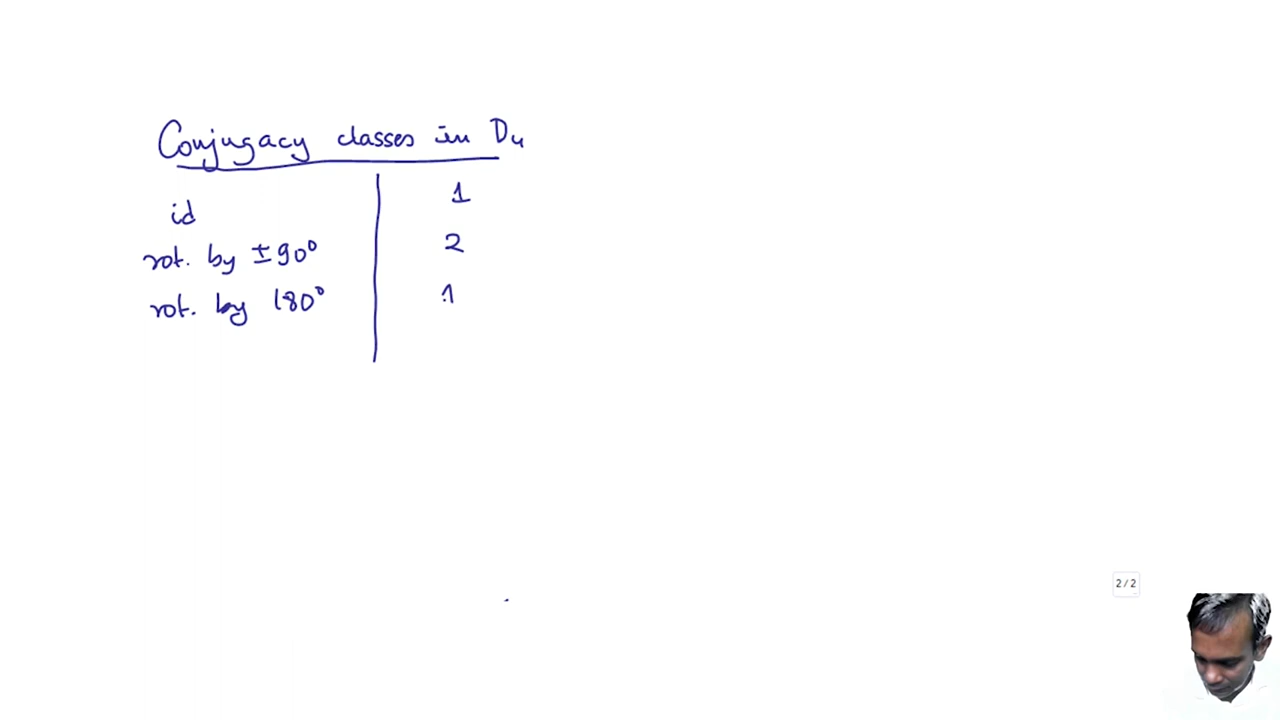 Conjugacy classes in D₄
id 1
rot. by ±90° 2
rot. by 180° 1
2 / 2